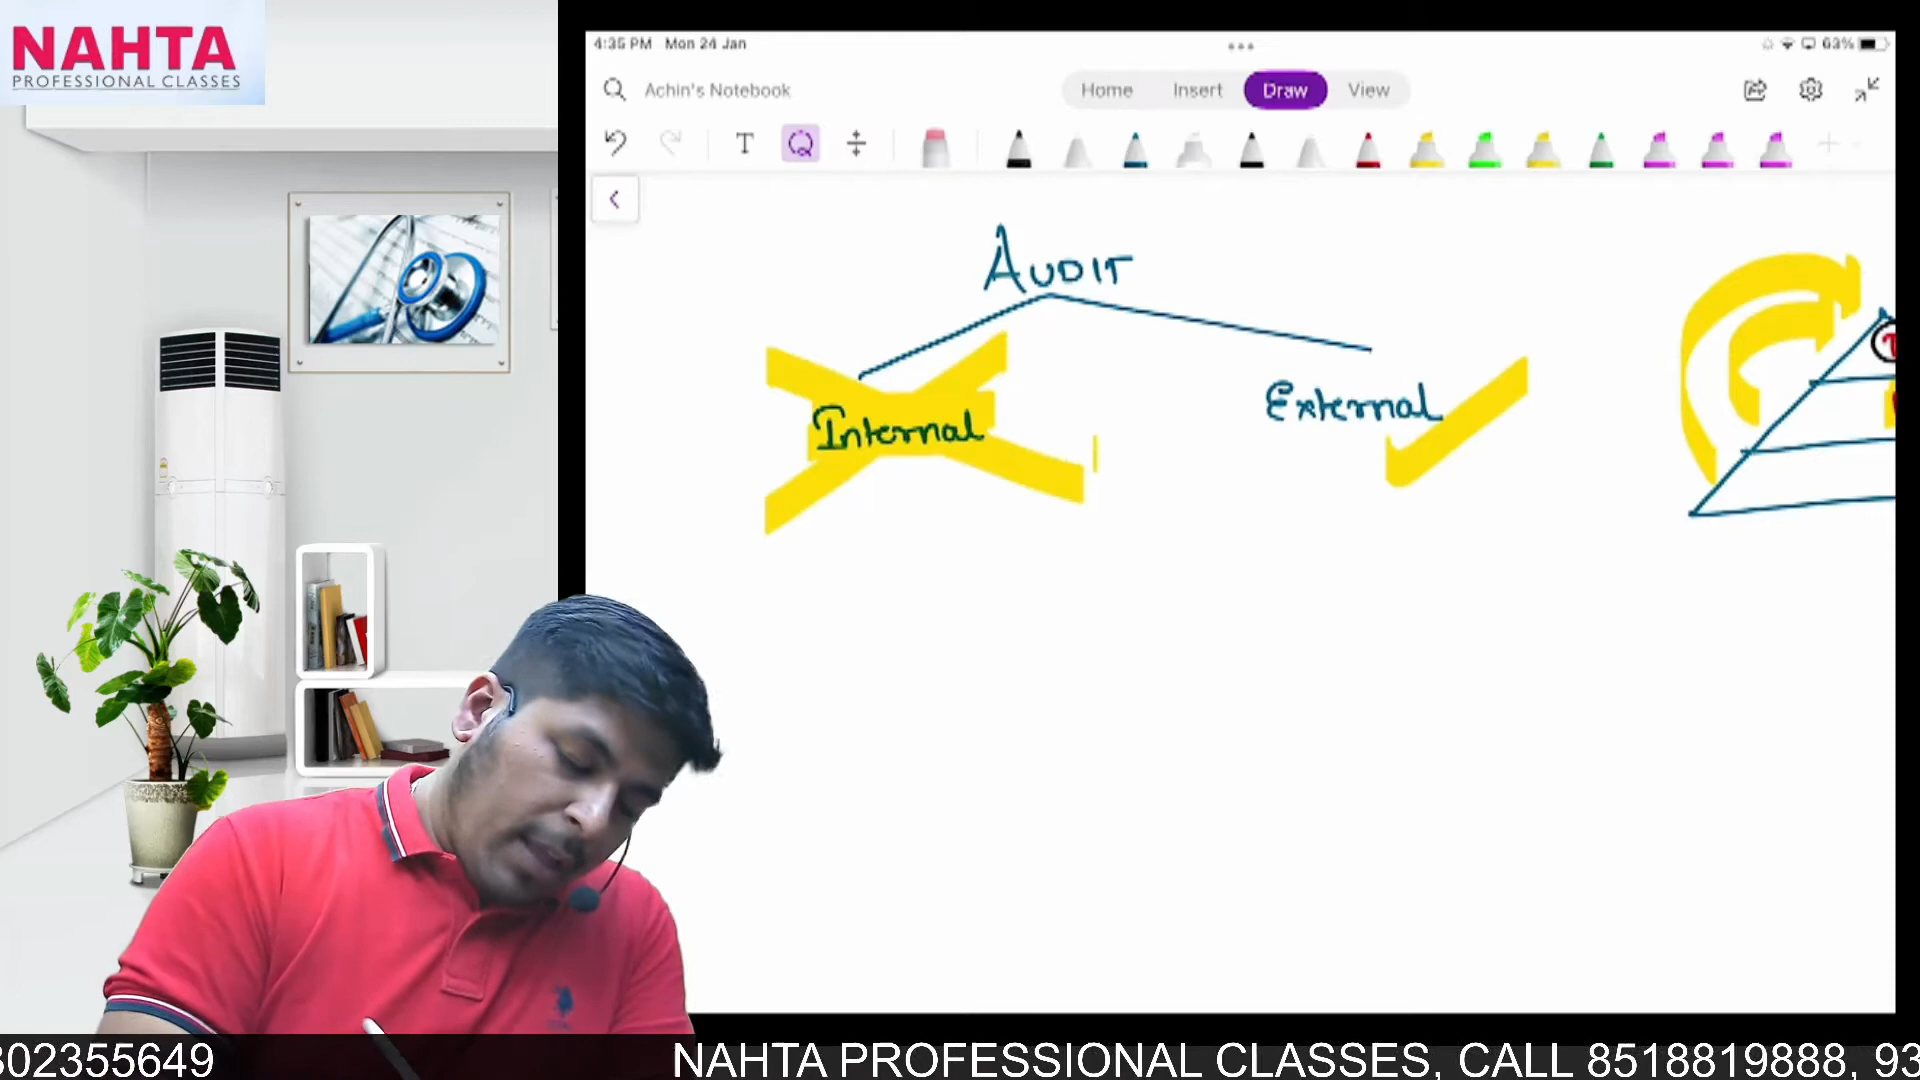 NAHTA
PROFESSIONAL CLASSES
4:35 PM Mon 24 Jan
63%
Achin's Notebook
Home Insert Draw View
T
AUDIT
Internal
External
302355649 NAHTA PROFESSIONAL CLASSES, CALL 8518819888, 93